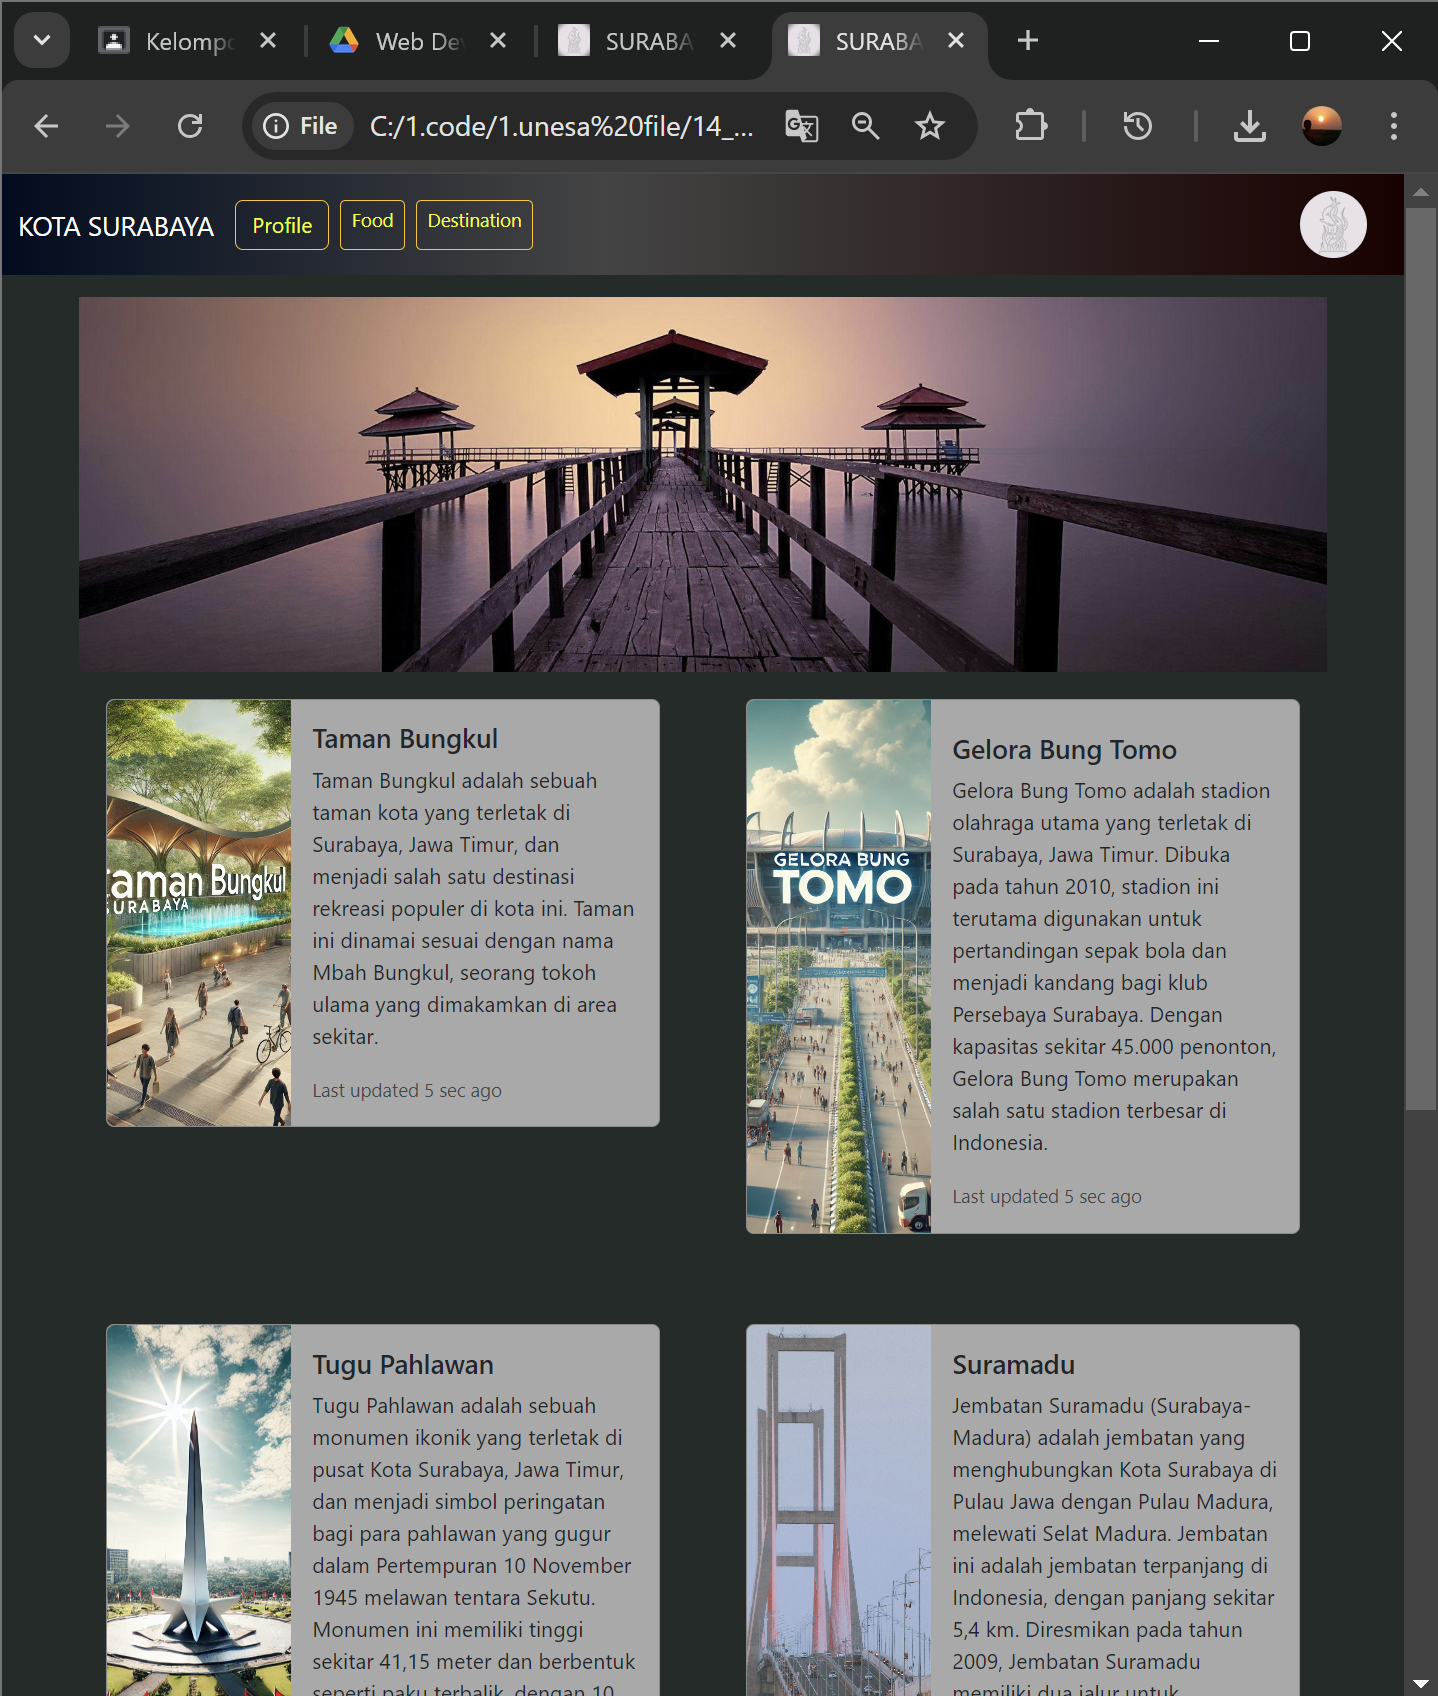 Kelompo
Web Dev
SURABA
SURABA
File
C:/1.code/1.unesa%20file/14_...
KOTA SURABAYA
Profile
Food
Destination
taman Bungkul
SURABAYA
Taman Bungkul
Taman Bungkul adalah sebuah
taman kota yang terletak di
Surabaya, Jawa Timur, dan
menjadi salah satu destinasi
rekreasi populer di kota ini. Taman
ini dinamai sesuai dengan nama
Mbah Bungkul, seorang tokoh
ulama yang dimakamkan di area
sekitar.
Last updated 5 sec ago
GELORA BUNG
TOMO
Gelora Bung Tomo
Gelora Bung Tomo adalah stadion
olahraga utama yang terletak di
Surabaya, Jawa Timur. Dibuka
pada tahun 2010, stadion ini
terutama digunakan untuk
pertandingan sepak bola dan
menjadi kandang bagi klub
Persebaya Surabaya. Dengan
kapasitas sekitar 45.000 penonton,
Gelora Bung Tomo merupakan
salah satu stadion terbesar di
Indonesia.
Last updated 5 sec ago
Tugu Pahlawan
Tugu Pahlawan adalah sebuah
monumen ikonik yang terletak di
pusat Kota Surabaya, Jawa Timur,
dan menjadi simbol peringatan
bagi para pahlawan yang gugur
dalam Pertempuran 10 November
1945 melawan tentara Sekutu.
Monumen ini memiliki tinggi
sekitar 41,15 meter dan berbentuk
seperti paku terbalik, dengan 10
Suramadu
Jembatan Suramadu (Surabaya-
Madura) adalah jembatan yang
menghubungkan Kota Surabaya di
Pulau Jawa dengan Pulau Madura,
melewati Selat Madura. Jembatan
ini adalah jembatan terpanjang di
Indonesia, dengan panjang sekitar
5,4 km. Diresmikan pada tahun
2009, Jembatan Suramadu
memiliki dua jalur untuk